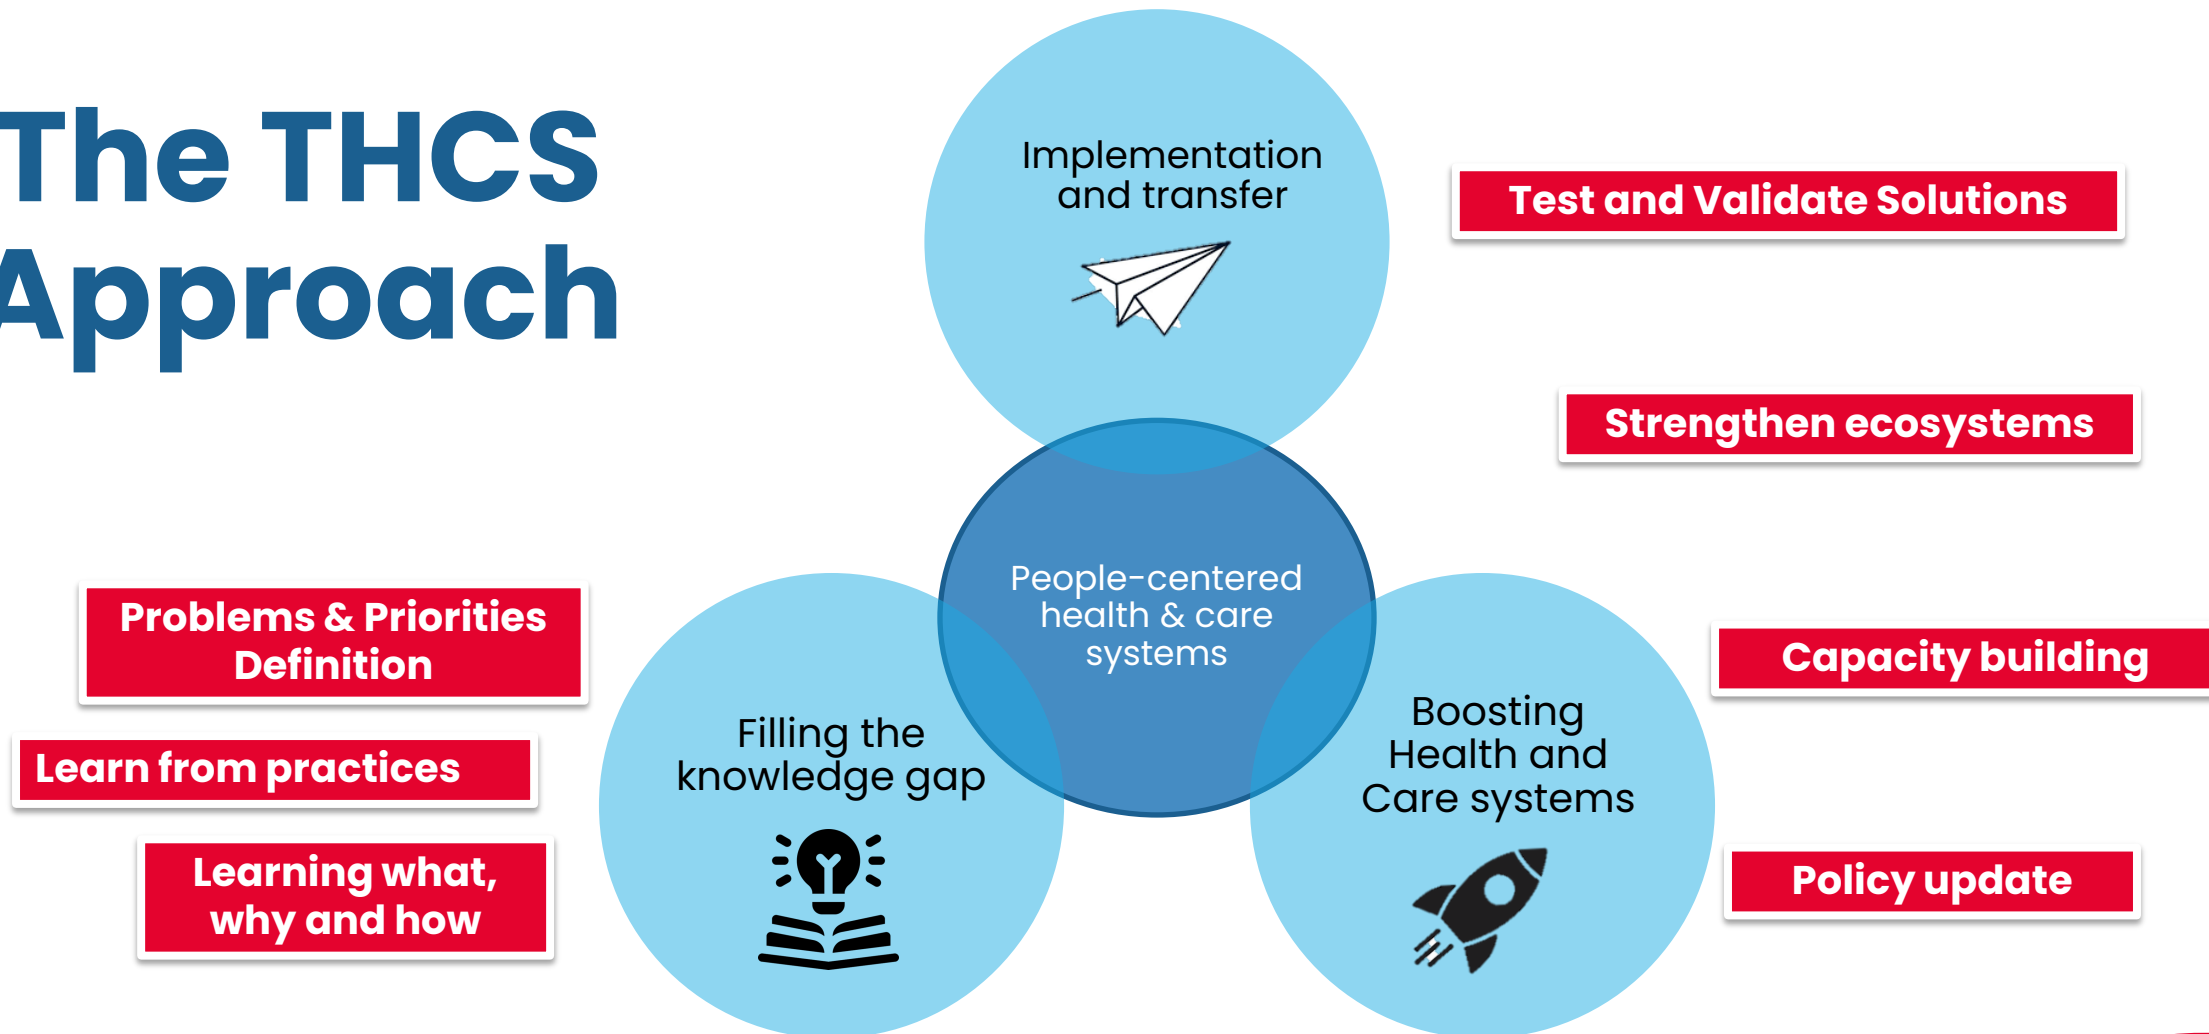 The THCS
Approach
Implementation
and transfer
Test and Validate Solutions
Strengthen ecosystems
People-centered
health & care
systems
Problems & Priorities
Definition
Learn from practices
Learning what,
why and how
Filling the
knowledge gap
Boosting
Health and
Care systems
Capacity building
Policy update